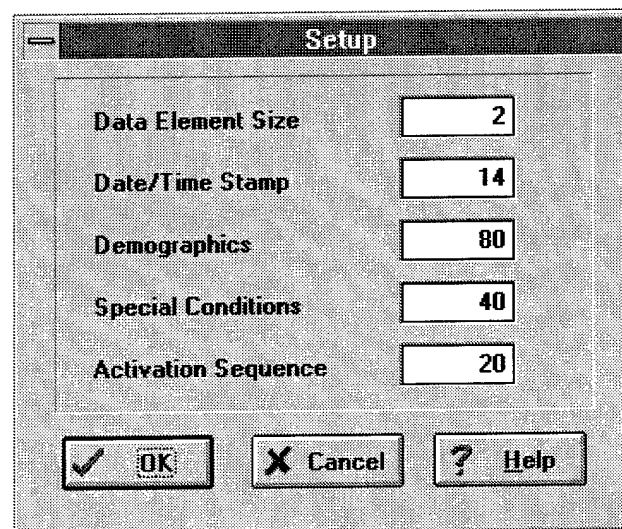 Setup
Data Element Size 2
Date/Time Stamp 14
Demographics 80
Special Conditions 40
Activation Sequence 20
OK Cancel ? Help